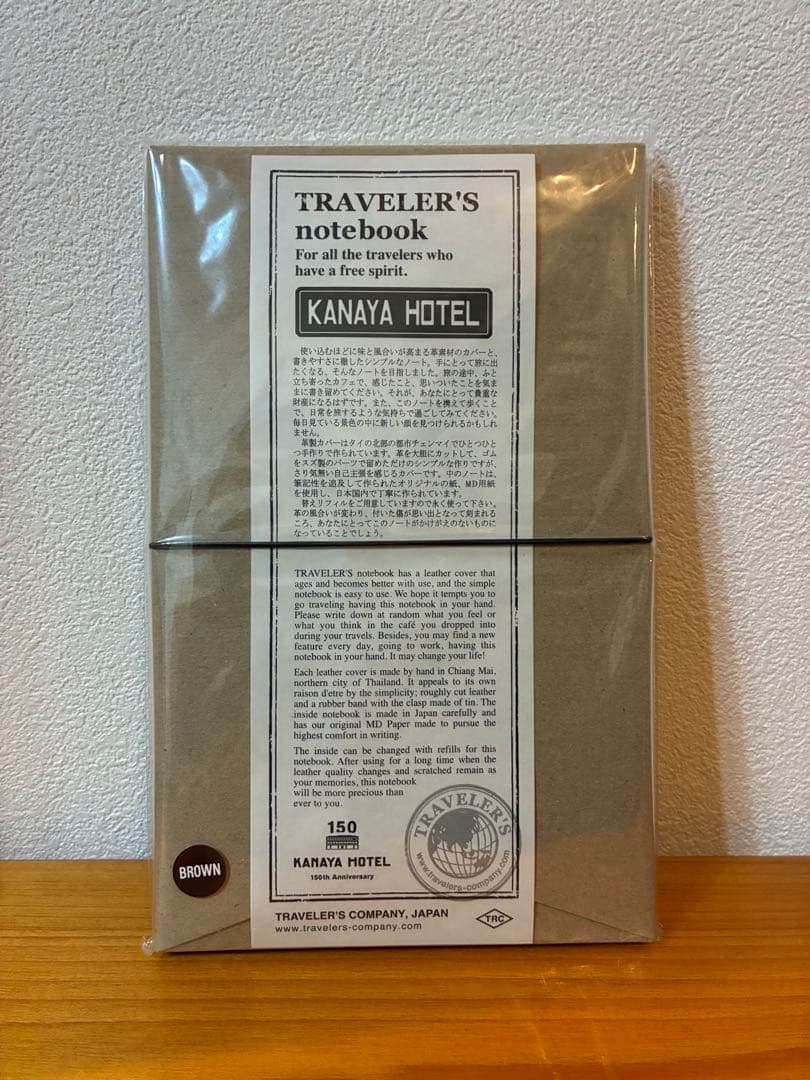 TRAVELER'S
notebook
For all the travelers who
have a free spirit.
KANAYA HOTEL
使い込むほどに味と風合いが高まる革素材のカバーと、
書きやすさに徹したシンプルなノート。手にとって旅に出
たくなる、そんなノートを目指しました。旅の途中、ふと
立ち寄ったカフェで、感じたこと、思いついたことを気ま
まに書き留めてください。それが、あなたにとって貴重な
財産になるはずです。また、このノートを携えて歩くこと
で、日常を旅するような気持ちで過ごしてみてください。
毎日見ている景色の中に新しい顔を見つけられるかもしれ
ません。
革製カバーはタイの北部の都市チェンマイでひとつひと
つ手作りで作られています。革を大胆にカットして、ゴム
をスズ製のパーツで留めただけのシンプルな作りですが、
さり気無い自己主張を感じるカバーです。中のノートは、
筆記性を追及して作られたオリジナルの紙、MD用紙
を使用し、日本国内で丁寧に作られています。
替えリフィルをご用意していますので永く使って下さい。
革の風合いが変わり、付いた傷が思い出となって刻まれる
ころ、あなたにとってこのノートがかけがえのないものに
なっていることでしょう。
TRAVELER'S notebook has a leather cover that
ages and becomes better with use, and the simple
notebook is easy to use. We hope it tempts you to
go traveling having this notebook in your hand.
Please write down at random what you feel or
what you think in the café you dropped into
during your travels. Besides, you may find a new
feature every day, going to work, having this
notebook in your hand. It may change your life!
Each leather cover is made by hand in Chiang Mai,
northern city of Thailand. It appeals to its own
raison d'etre by the simplicity; roughly cut leather
and a rubber band with the clasp made of tin. The
inside notebook is made in Japan carefully and
has our original MD Paper made to pursue the
highest comfort in writing.
The inside can be changed with refills for this
notebook. After using for a long time when the
leather quality changes and scratched remain as
your memories, this notebook
will be more precious than
ever to you.
150
KANAYA HOTEL
150th Anniversary
TRAVELER'S
www.travelers-company.com
BROWN
TRAVELER'S COMPANY, JAPAN
www.travelers-company.com
TRC